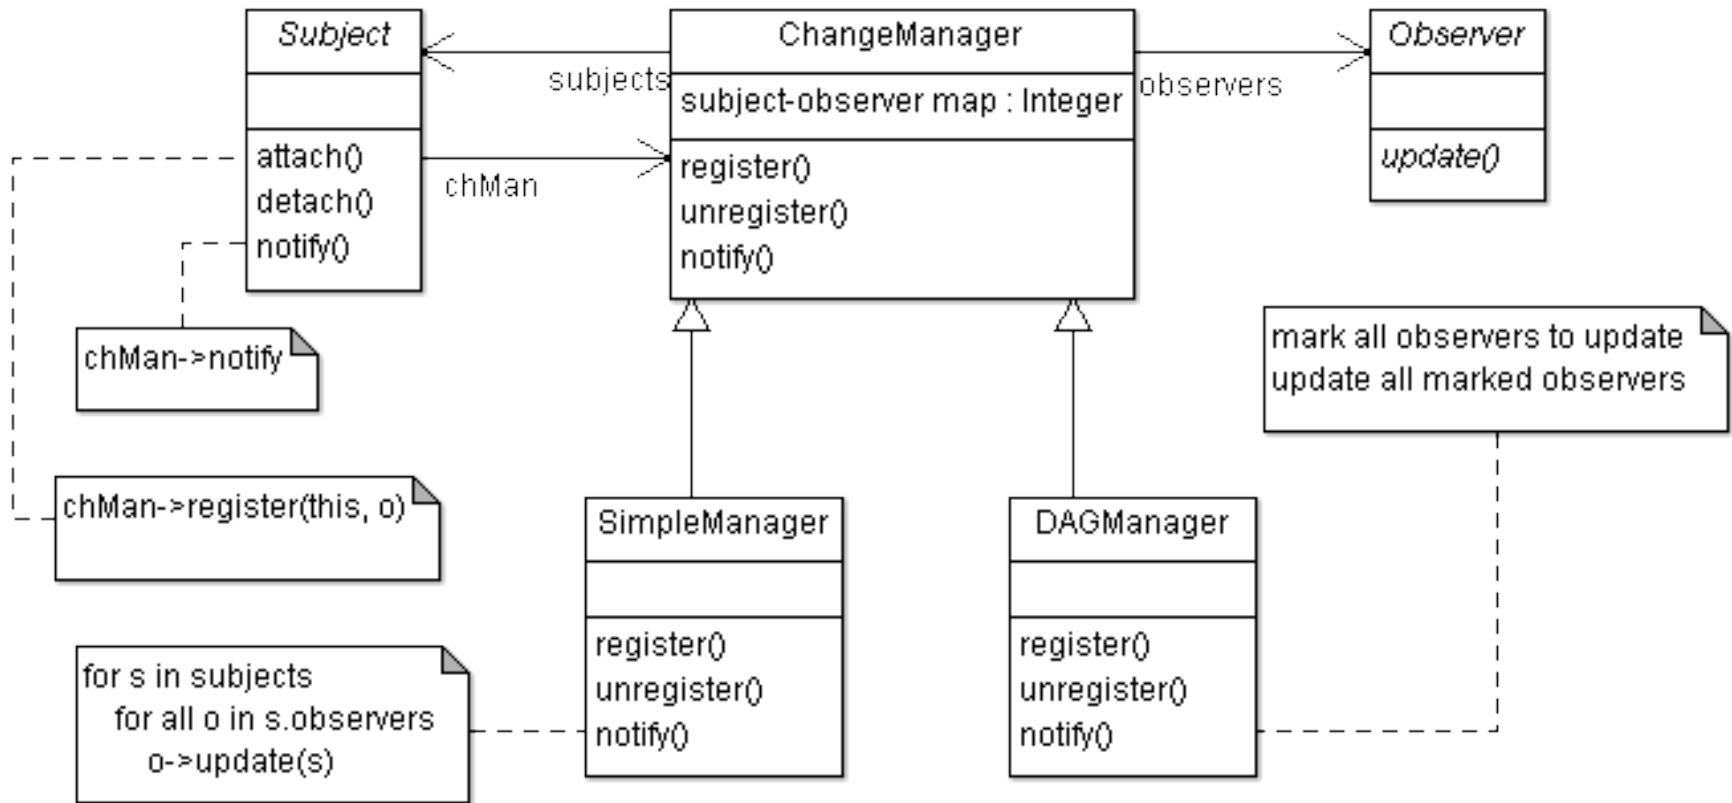 Subject
attach()
detach()
notify()
subjects
chMan
ChangeManager
subject-observer map : Integer
register()
unregister()
notify()
observers
Observer
update()
chMan->notify
chMan->register(this, o)
mark all observers to update
update all marked observers
for s in subjects
for all o in s.observers
o->update(s)
SimpleManager
register()
unregister()
notify()
DAGManager
register()
unregister()
notify()